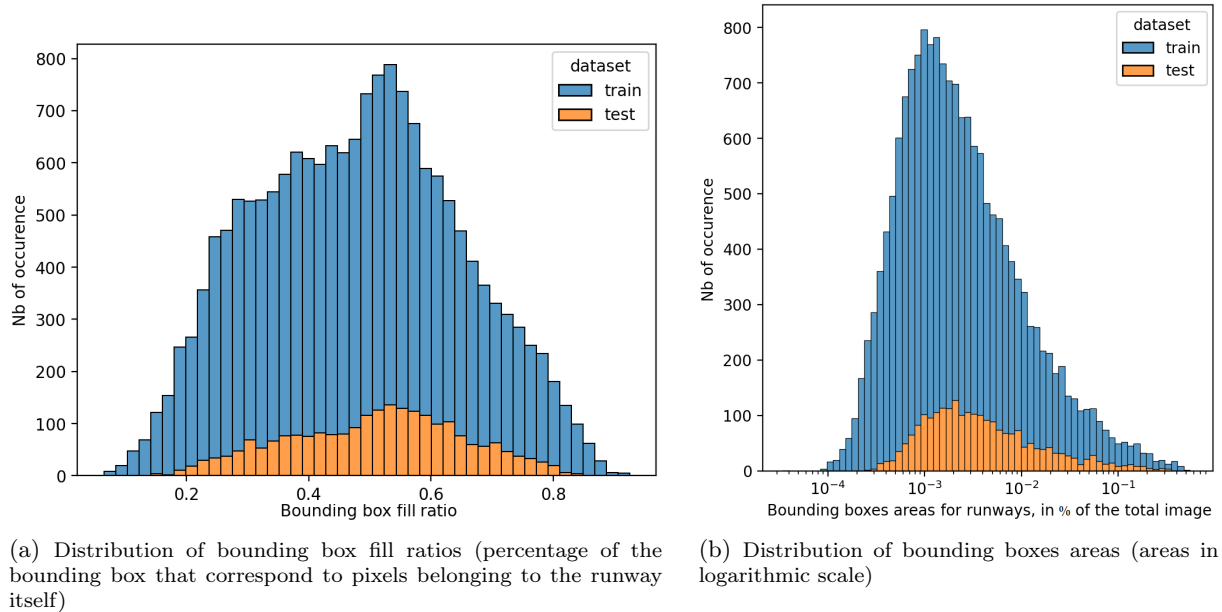 800
700
600
500
400
300
200
100
0
Nb of occurence
dataset
train
test
0.2 0.4 0.6 0.8
Bounding box fill ratio
(a) Distribution of bounding box fill ratios (percentage of the
bounding box that correspond to pixels belonging to the runway
itself)
800
700
600
500
400
300
200
100
0
Nb of occurence
dataset
train
test
10⁻⁴ 10⁻³ 10⁻² 10⁻¹
Bounding boxes areas for runways, in % of the total image
(b) Distribution of bounding boxes areas (areas in
logarithmic scale)